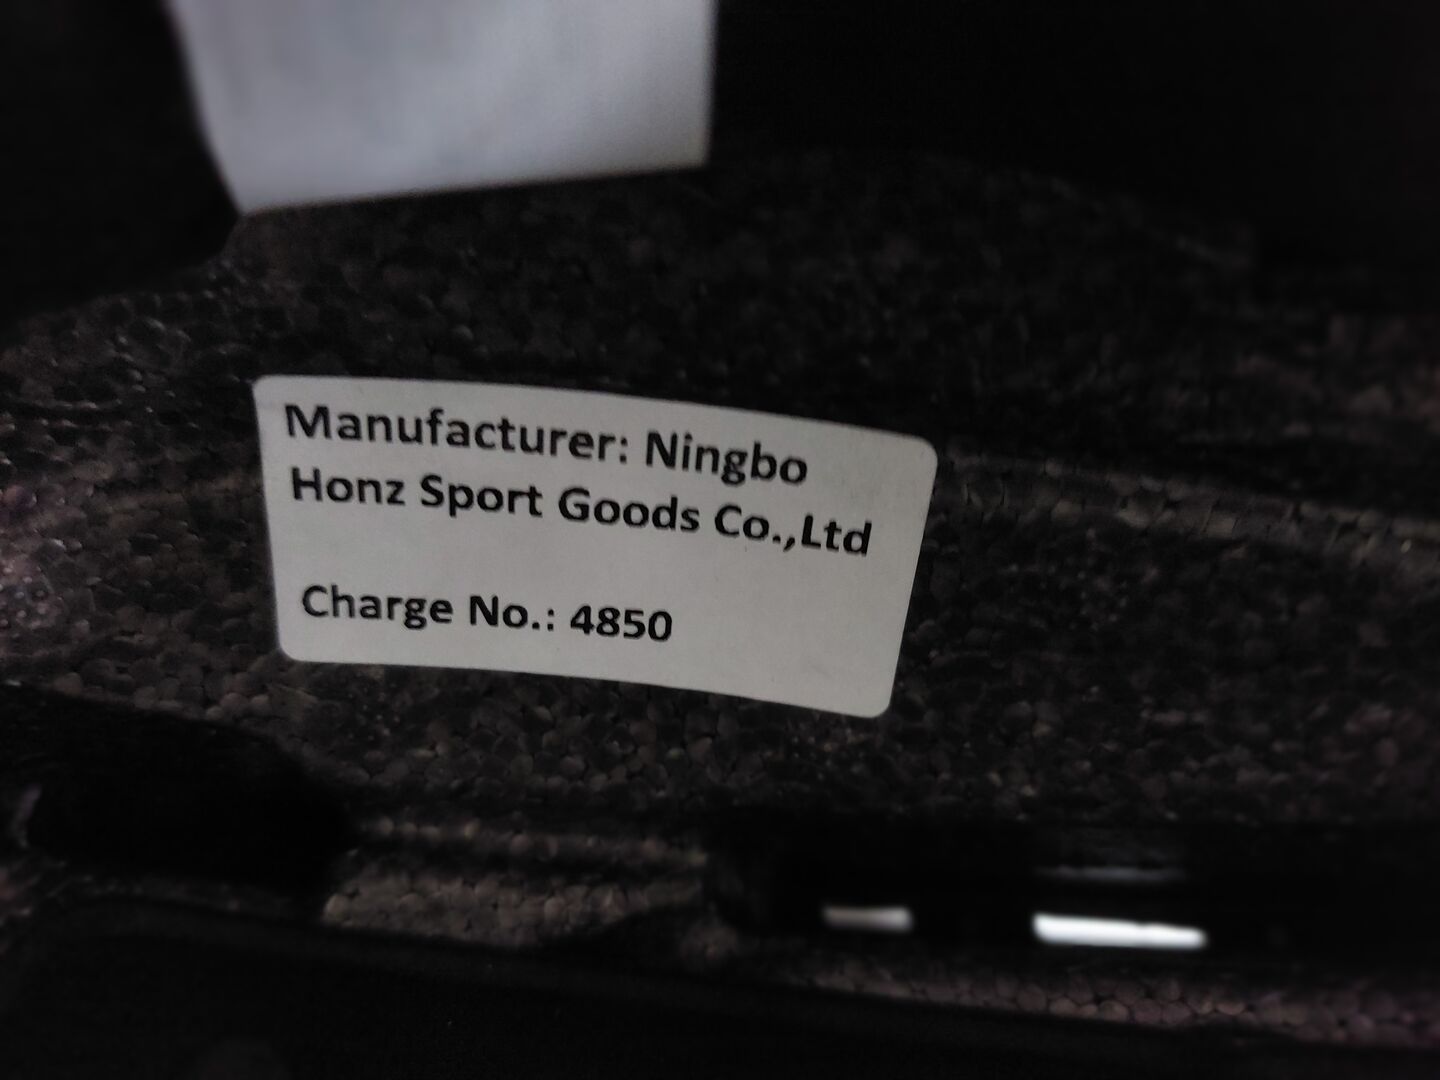 Manufacturer: Ningbo
Honz Sport Goods Co.,Ltd
Charge No.: 4850